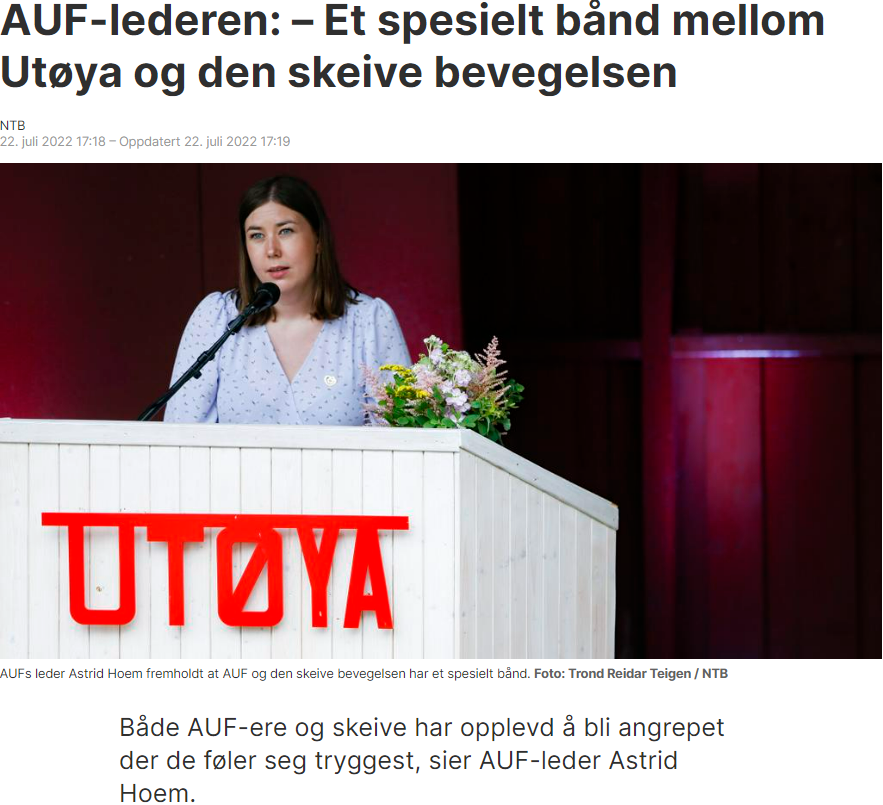 AUF-lederen: – Et spesielt bånd mellom
Utøya og den skeive bevegelsen
NTB
22. juli 2022 17:18 – Oppdatert 22. juli 2022 17:19
UTØYA
AUFs leder Astrid Hoem fremholdt at AUF og den skeive bevegelsen har et spesielt bånd. Foto: Trond Reidar Teigen / NTB
Både AUF-ere og skeive har opplevd å bli angrepet
der de føler seg tryggest, sier AUF-leder Astrid
Hoem.